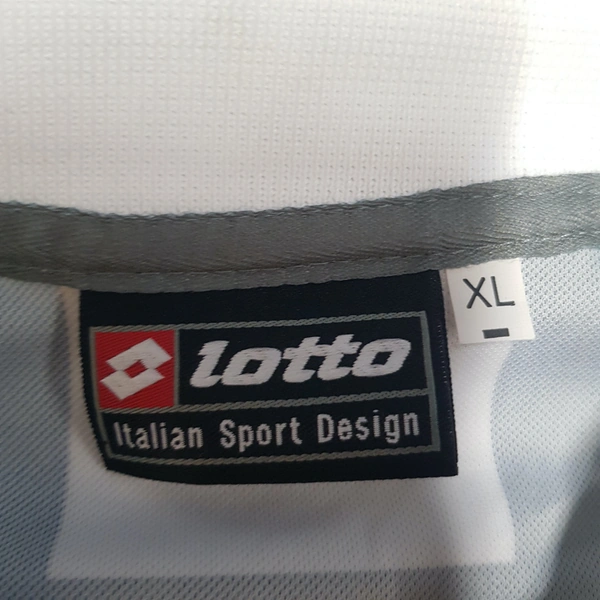 XL
lotto
Italian Sport Design